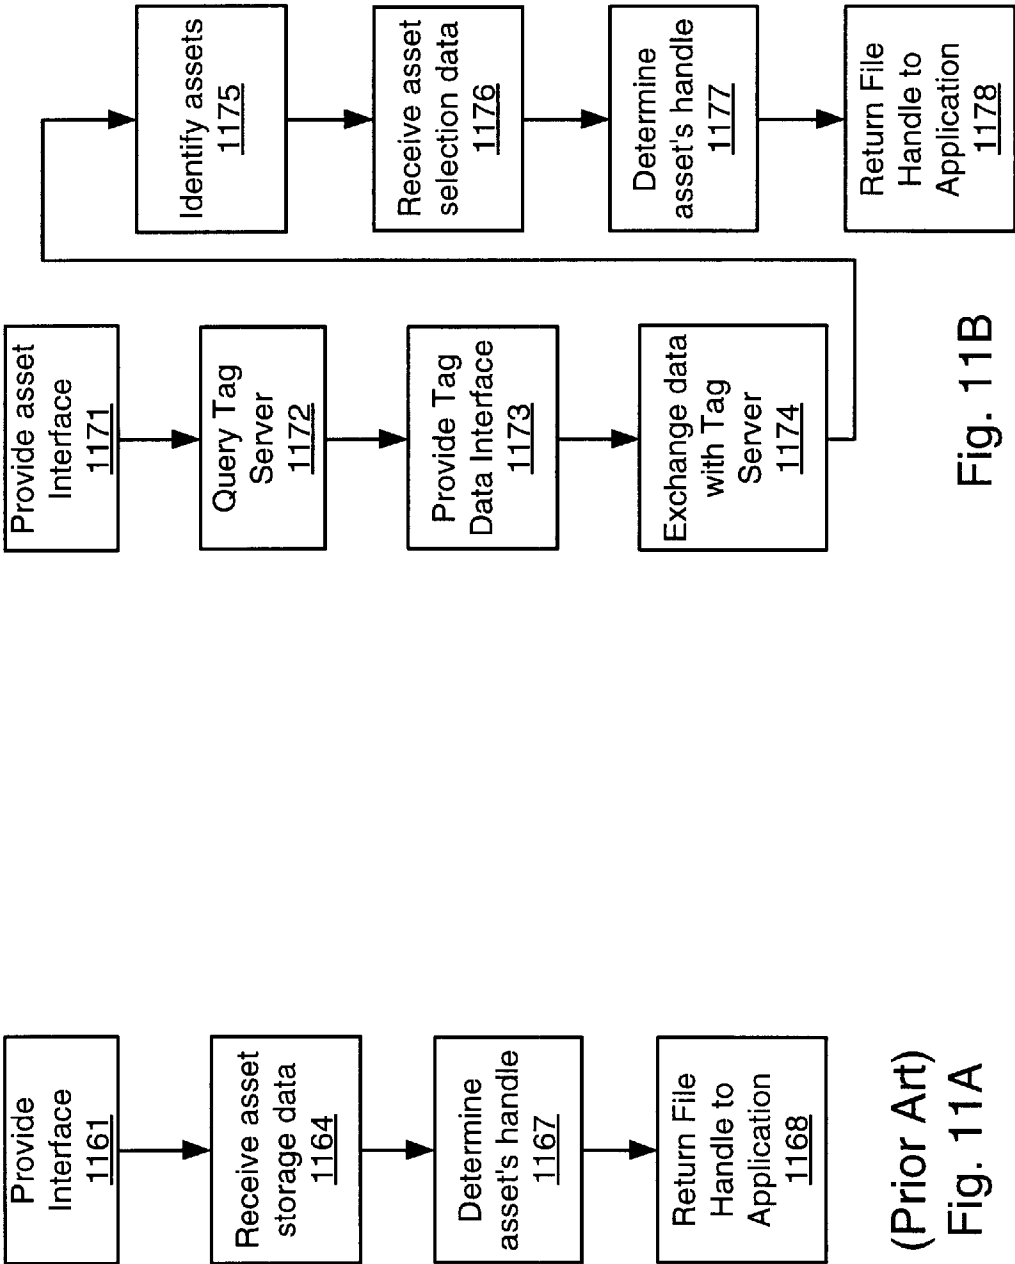 Provide
Interface
1161
Receive asset
storage data
1164
Determine
asset's handle
1167
Return File
Handle to
Application
1168
(Prior Art)
Fig. 11A
Provide asset
Interface
1171
Query Tag
Server
1172
Provide Tag
Data Interface
1173
Exchange data
with Tag
Server
1174
Identify assets
1175
Receive asset
selection data
1176
Determine
asset's handle
1177
Return File
Handle to
Application
1178
Fig. 11B